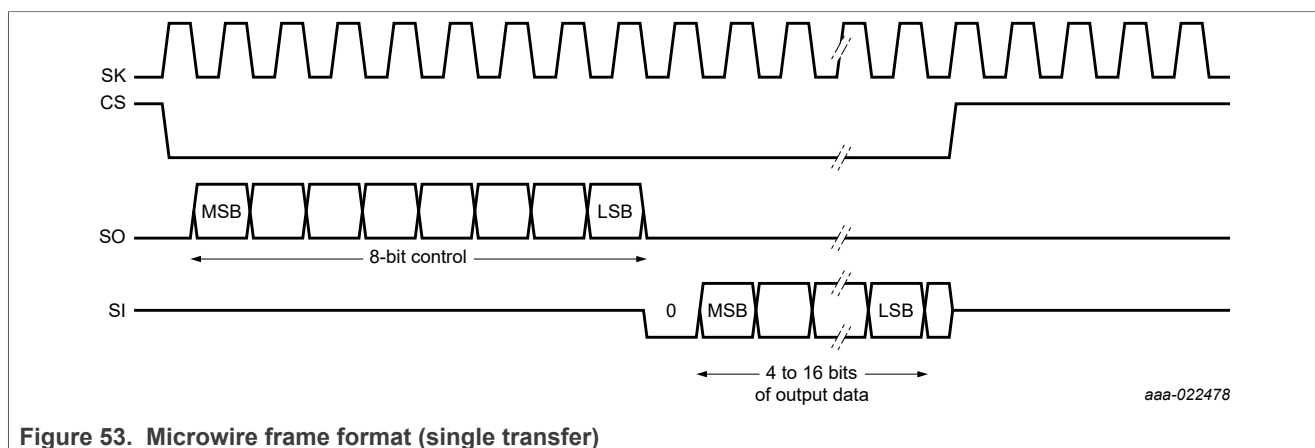 SK
CS
SO
MSB
LSB
8-bit control
SI
0
MSB
LSB
4 to 16 bits
of output data
aaa-022478
Figure 53. Microwire frame format (single transfer)